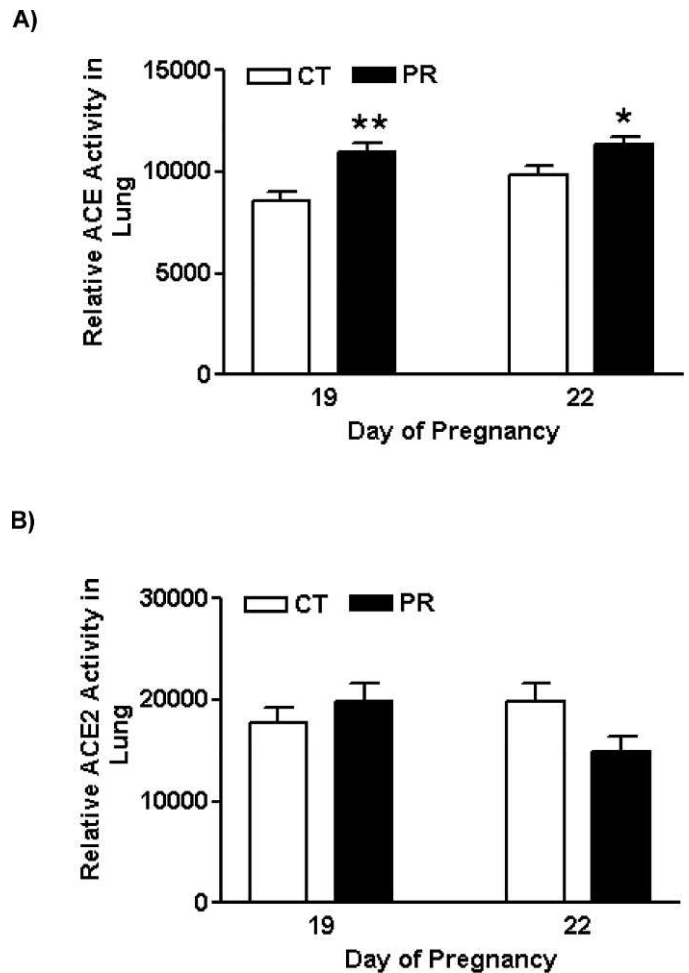 A)
Relative ACE Activity in
Lung
15000
10000
5000
0
CT PR
**
*
19 22
Day of Pregnancy
B)
Relative ACE2 Activity in
Lung
30000
20000
10000
0
CT PR
19 22
Day of Pregnancy